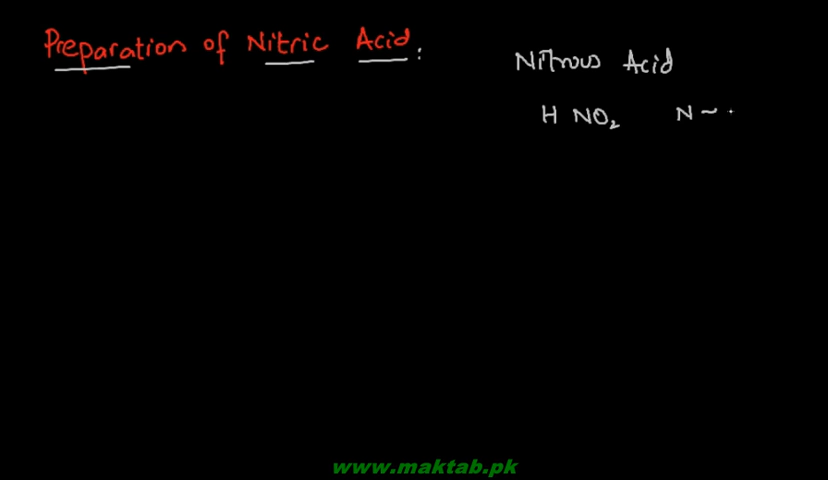 Preparation of Nitric Acid:
Nitrous Acid
H NO₂ N ~ .
www.maktab.pk